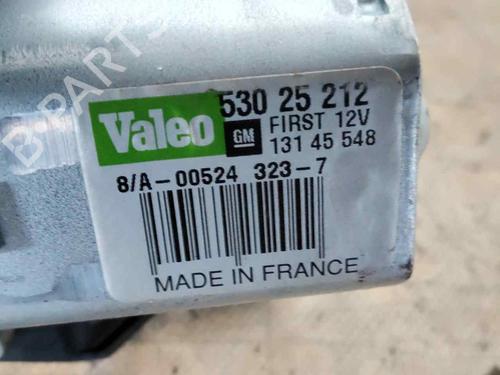 B-PARTS
Valeo
530 25 212
GM FIRST 12V
131 45 548
8/A-00524 323-7
MADE IN FRANCE